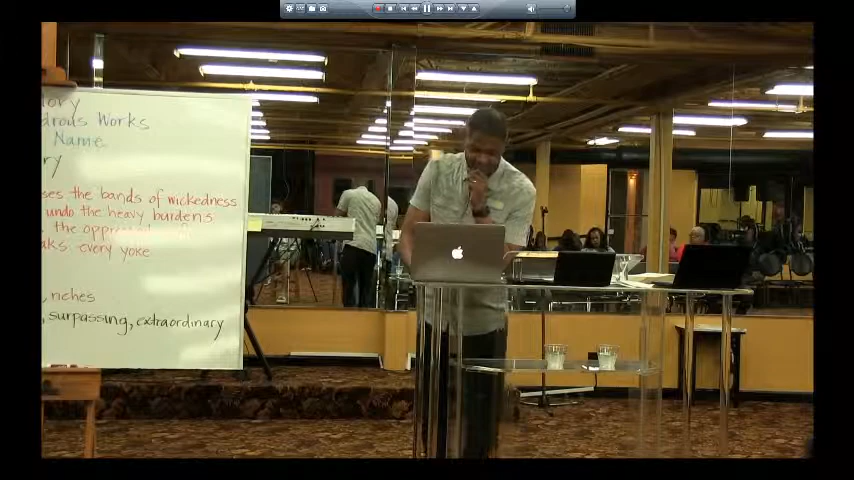 ory
drous Works
Name
ry
ses the bands of wickedness
undo the heavy burdens
the oppressed
aks every yoke
, riches
, surpassing, extraordinary